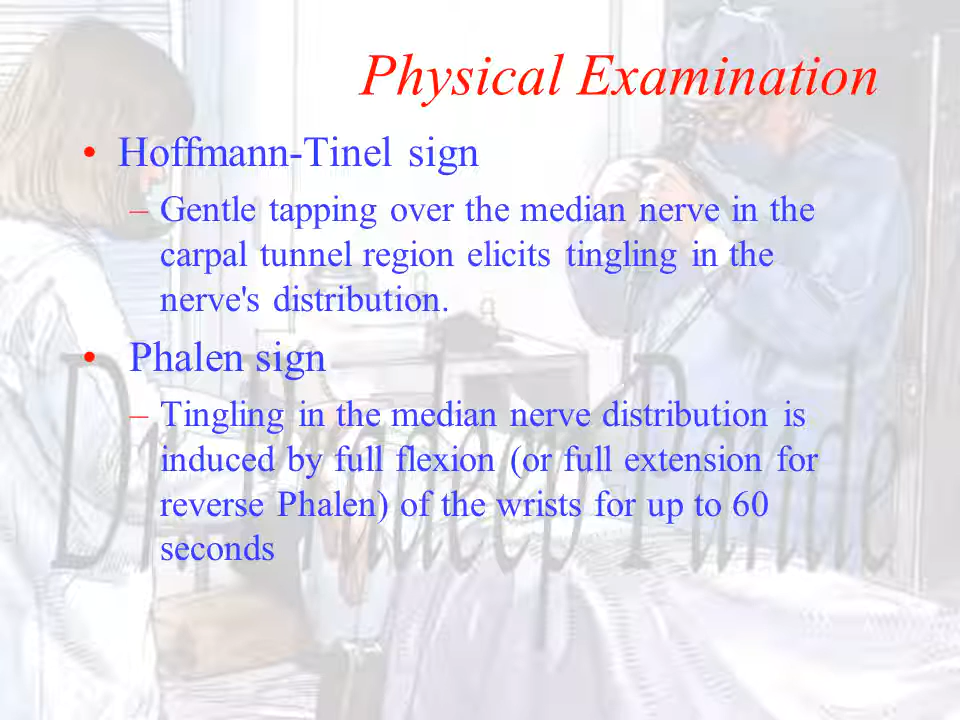 Physical Examination
• Hoffmann-Tinel sign
– Gentle tapping over the median nerve in the
carpal tunnel region elicits tingling in the
nerve's distribution.
• Phalen sign
– Tingling in the median nerve distribution is
induced by full flexion (or full extension for
reverse Phalen) of the wrists for up to 60
seconds